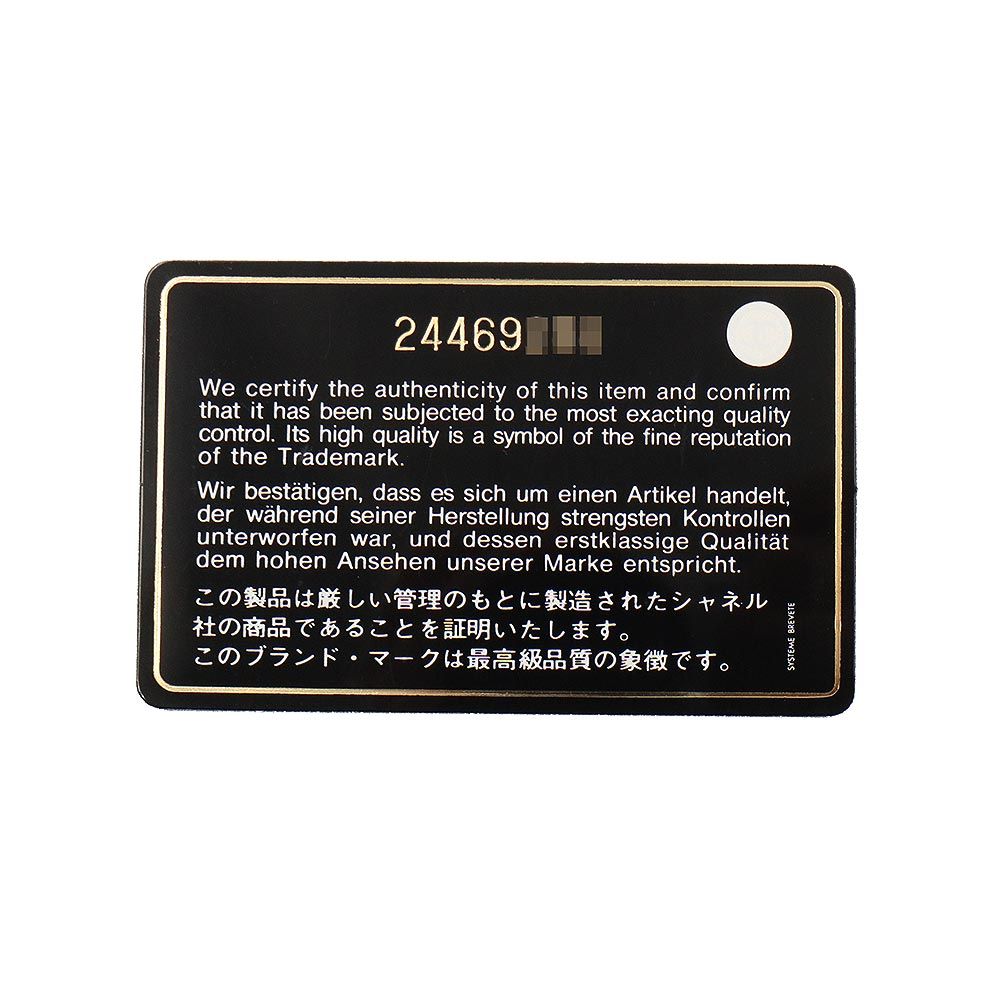 24469
We certify the authenticity of this item and confirm
that it has been subjected to the most exacting quality
control. Its high quality is a symbol of the fine reputation
of the Trademark.
Wir bestätigen, dass es sich um einen Artikel handelt,
der während seiner Herstellung strengsten Kontrollen
unterworfen war, und dessen erstklassige Qualität
dem hohen Ansehen unserer Marke entspricht.
この製品は厳しい管理のもとに製造されたシャネル
社の商品であることを証明いたします。
このブランド・マークは最高級品質の象徴です。
SYSTEME BREVETE